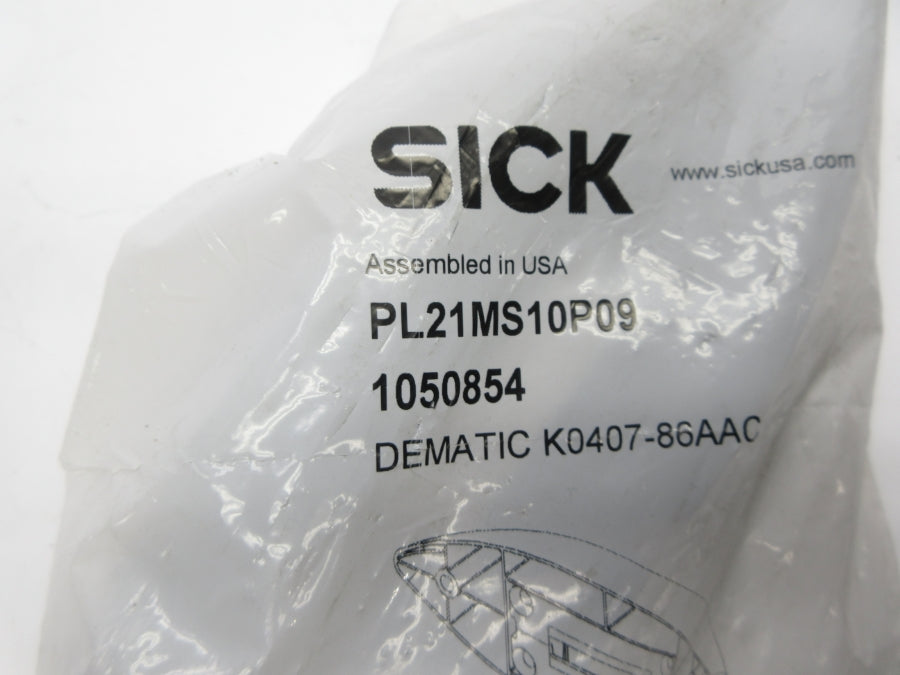 SICK
www.sickusa.com
Assembled in USA
PL21MS10P09
1050854
DEMATIC K0407-86AAC